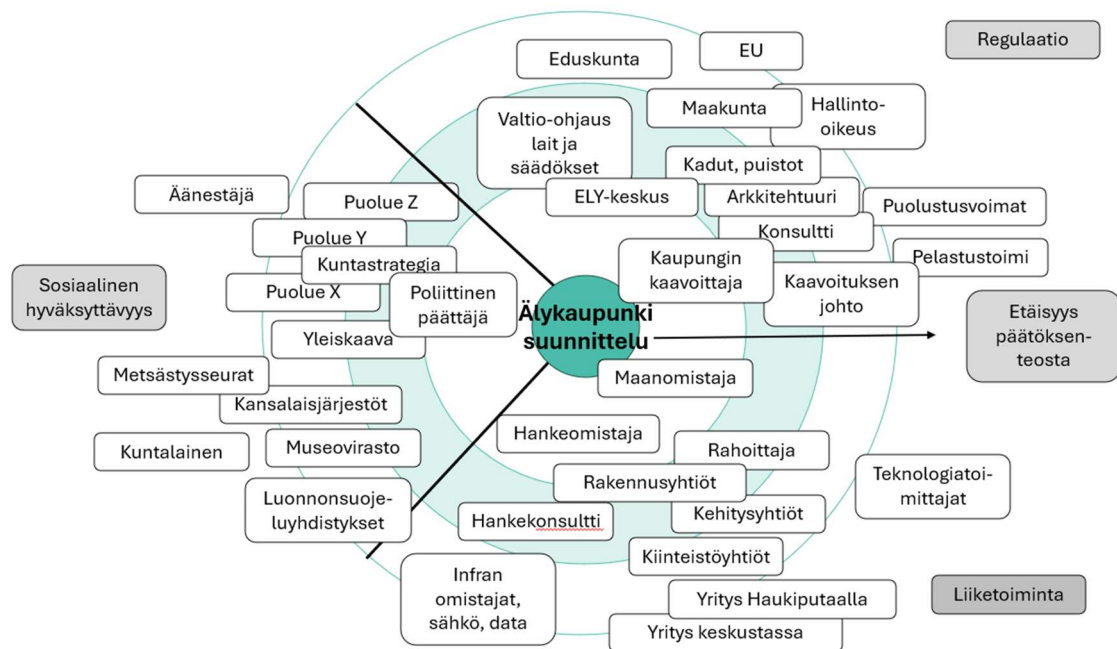 Regulaatio
EU
Eduskunta
Maakunta
Hallinto-
oikeus
Valtio-ohjaus
lait ja
säädökset
Kadut, puistot
ELY-keskus
Arkkitehtuuri
Puolustusvoimat
Konsultti
Pelastustoimi
Kaupungin
kaavoittaja
Kaavoituksen
johto
Äänestäjä
Puolue Z
Puolue Y
Kuntastrategia
Puolue X
Poliittinen
päättäjä
Yleiskaava
Sosiaalinen
hyväksyttävyys
Älykaupunki
suunnittelu
Etäisyys
päätöksen-
teosta
Metsästysseurat
Kansalaisjärjestöt
Kuntalainen
Museovirasto
Luonnonsuoje-
luyhdistykset
Maanomistaja
Hankeomistaja
Rahoittaja
Rakennusyhtiöt
Teknologiatoi-
mittajat
Hankekonsultti
Kehitysyhtiöt
Kiinteistöyhtiöt
Infran
omistajat,
sähkö, data
Yritys Haukiputaalla
Yritys keskustassa
Liiketoiminta